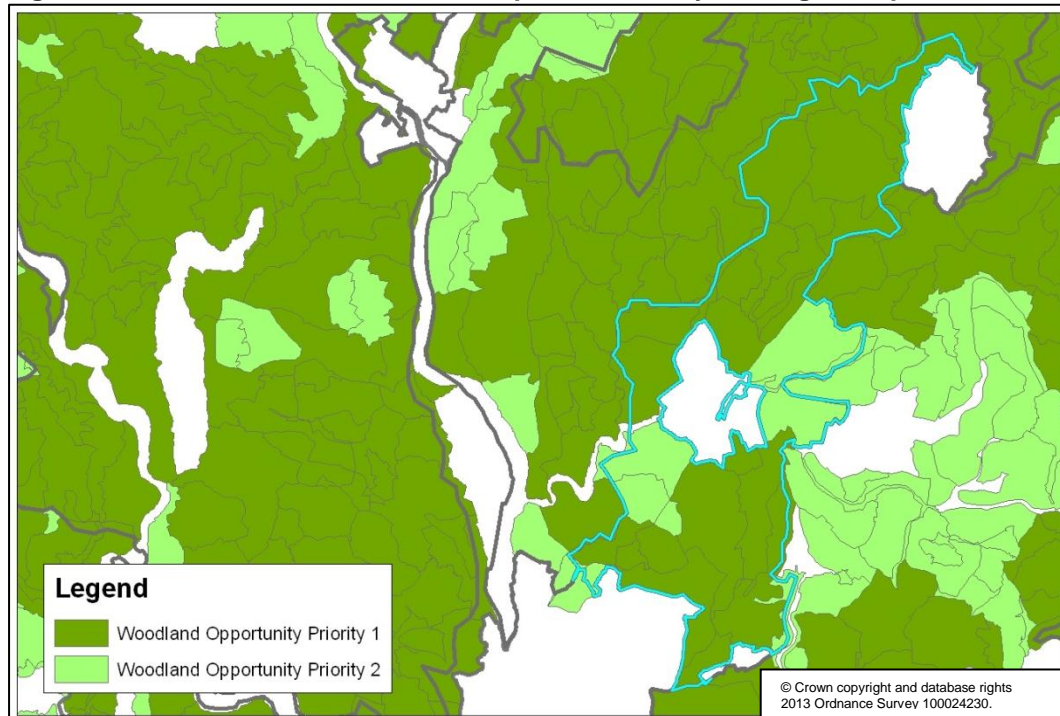 Legend
Woodland Opportunity Priority 1
Woodland Opportunity Priority 2
© Crown copyright and database rights
2013 Ordnance Survey 100024230.